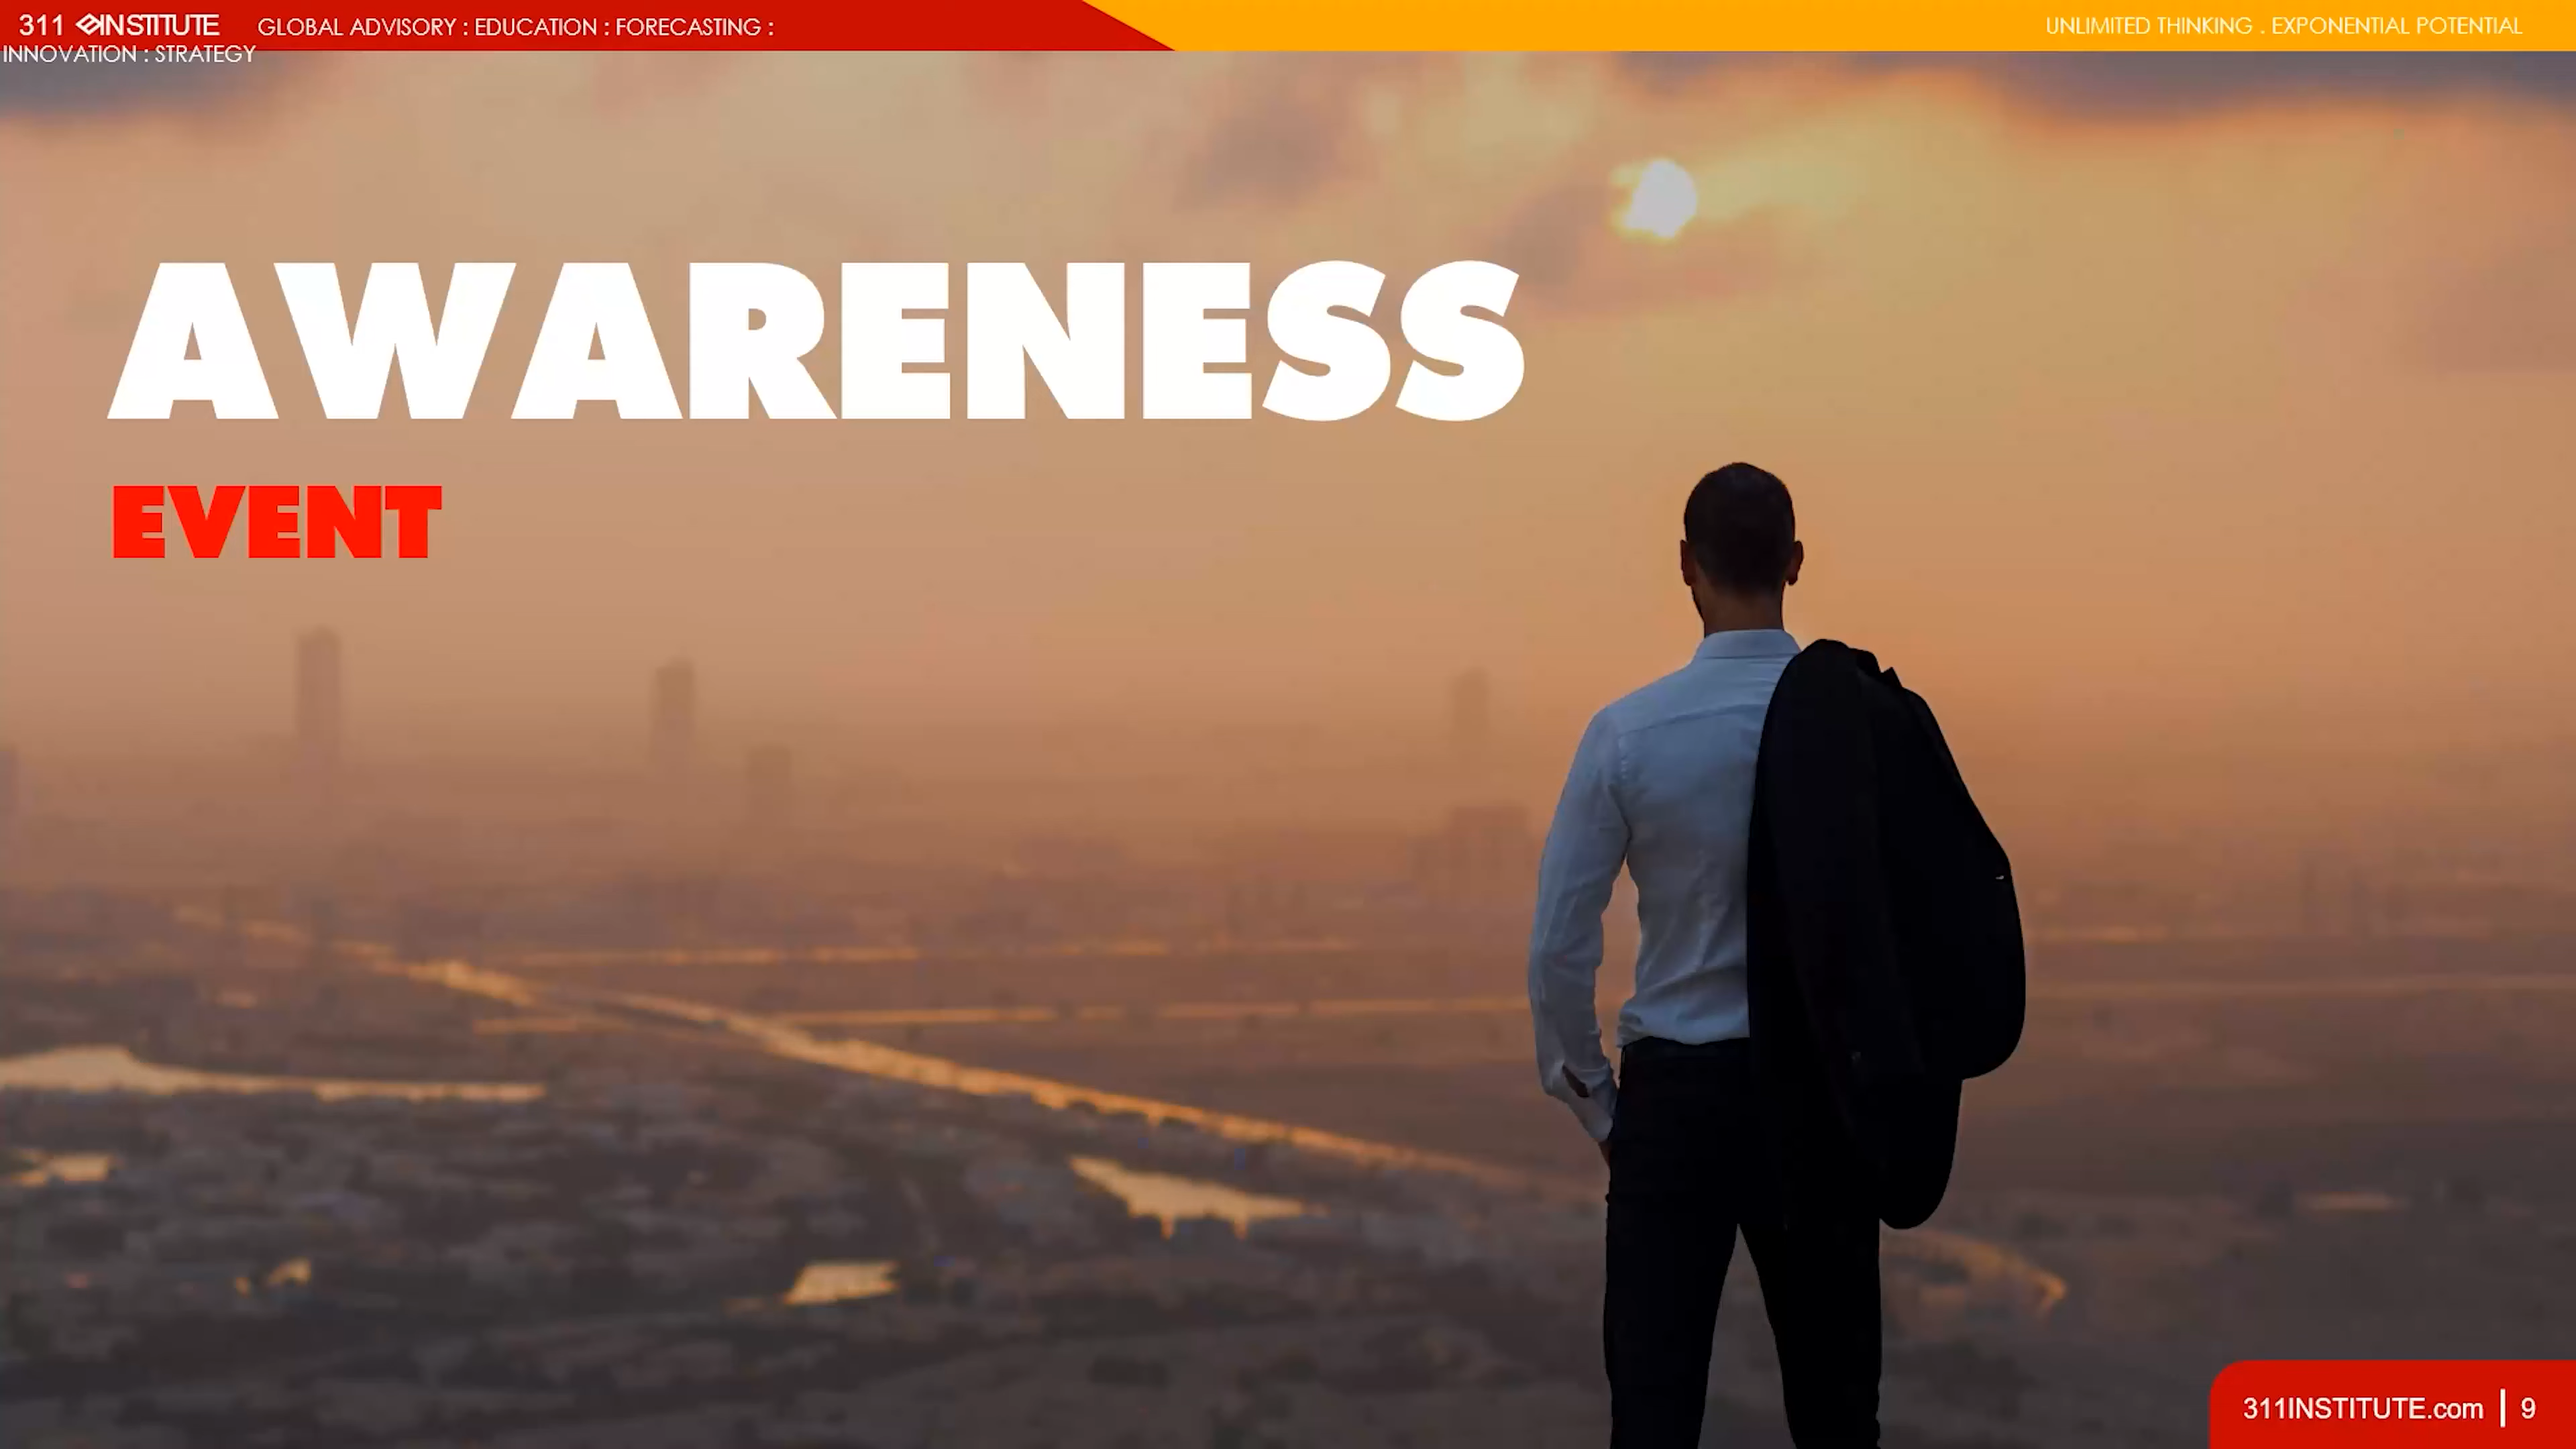 311 INSTITUTE GLOBAL ADVISORY : EDUCATION : FORECASTING :
INNOVATION : STRATEGY
UNLIMITED THINKING . EXPONENTIAL POTENTIAL
AWARENESS
EVENT
311INSTITUTE.com | 9